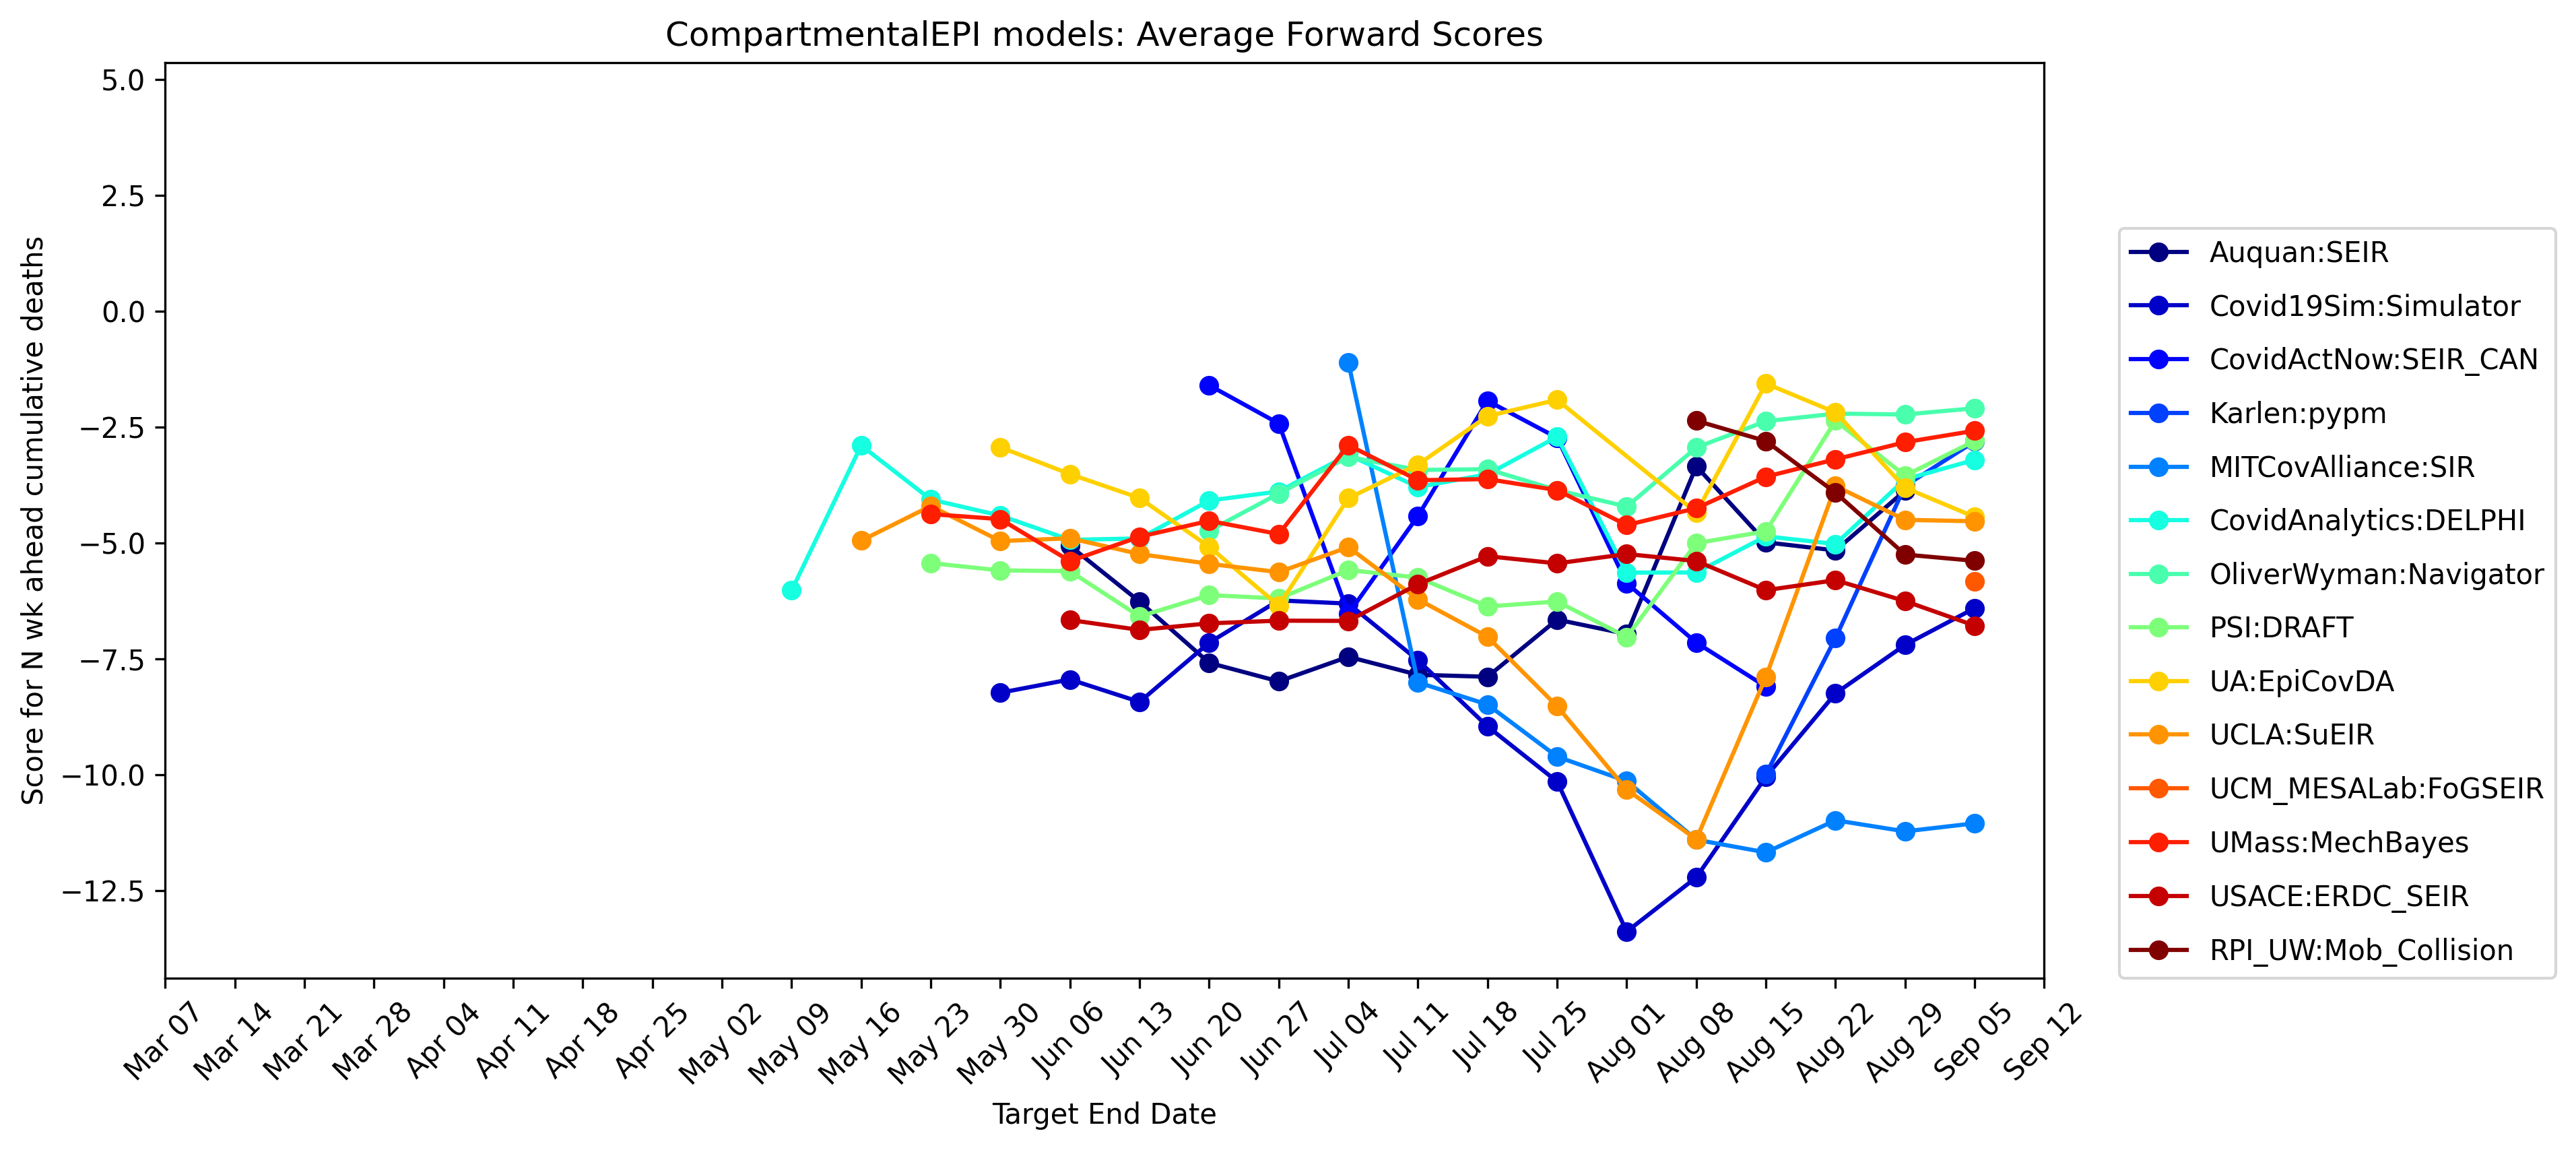 CompartmentalEPI models: Average Forward Scores
Score for N wk ahead cumulative deaths
5.0
2.5
0.0
−2.5
−5.0
−7.5
−10.0
−12.5
Mar 07
Mar 14
Mar 21
Mar 28
Apr 04
Apr 11
Apr 18
Apr 25
May 02
May 09
May 16
May 23
May 30
Jun 06
Jun 13
Jun 20
Jun 27
Jul 04
Jul 11
Jul 18
Jul 25
Aug 01
Aug 08
Aug 15
Aug 22
Aug 29
Sep 05
Sep 12
Target End Date
Auquan:SEIR
Covid19Sim:Simulator
CovidActNow:SEIR_CAN
Karlen:pypm
MITCovAlliance:SIR
CovidAnalytics:DELPHI
OliverWyman:Navigator
PSI:DRAFT
UA:EpiCovDA
UCLA:SuEIR
UCM_MESALab:FoGSEIR
UMass:MechBayes
USACE:ERDC_SEIR
RPI_UW:Mob_Collision